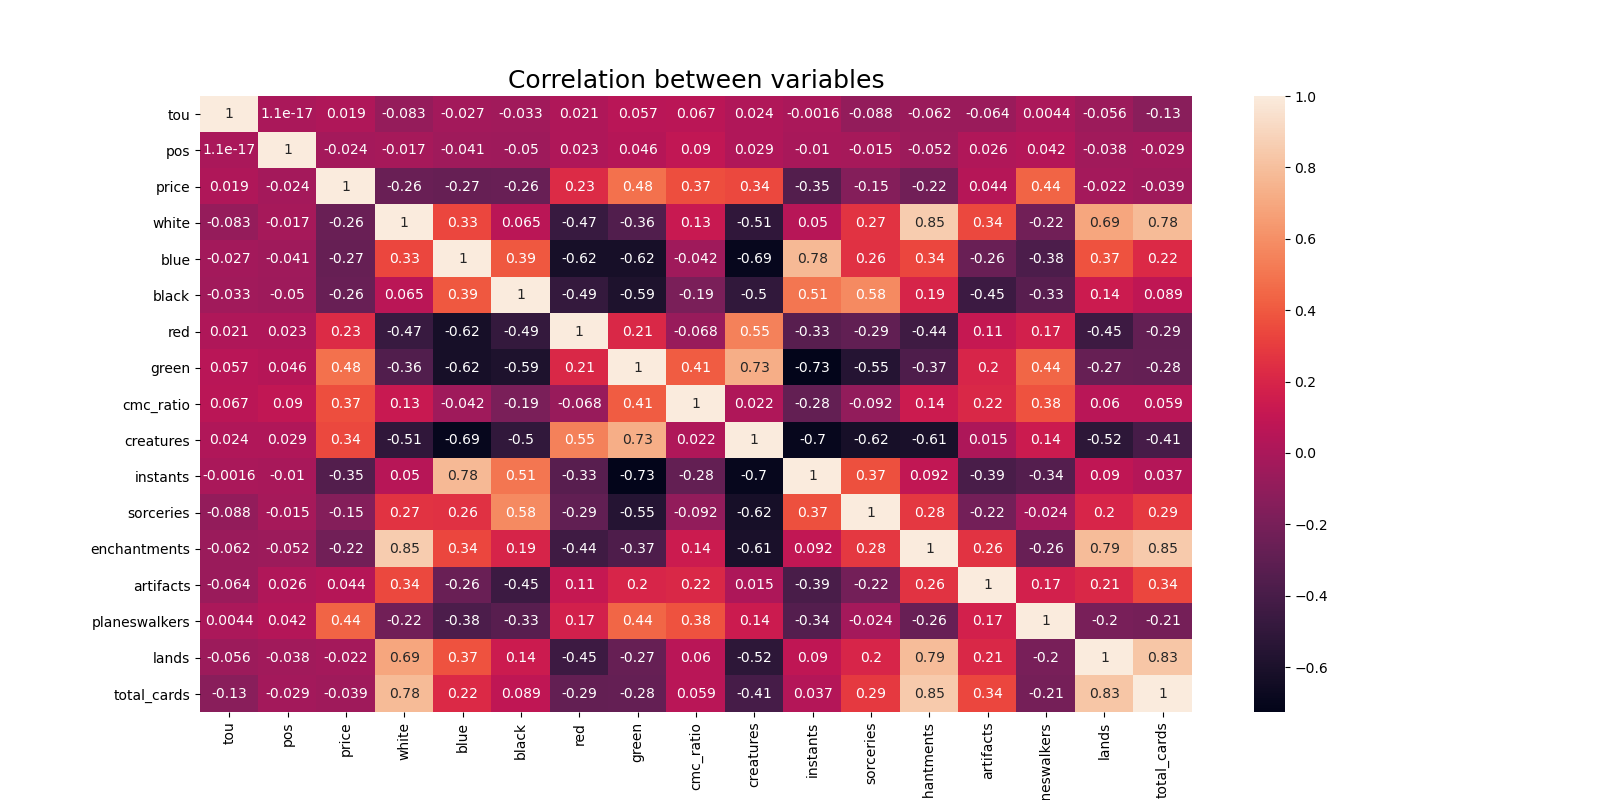 Correlation between variables
tou 1 1.1e-17 0.019 -0.083 -0.027 -0.033 0.021 0.057 0.067 0.024 -0.0016 -0.088 -0.062 -0.064 0.0044 -0.056 -0.13
pos 1.1e-17 1 -0.024 -0.017 -0.041 -0.05 0.023 0.046 0.09 0.029 -0.01 -0.015 -0.052 0.026 0.042 -0.038 -0.029
price 0.019 -0.024 1 -0.26 -0.27 -0.26 0.23 0.48 0.37 0.34 -0.35 -0.15 -0.22 0.044 0.44 -0.022 -0.039
white -0.083 -0.017 -0.26 1 0.33 0.065 -0.47 -0.36 0.13 -0.51 0.05 0.27 0.85 0.34 -0.22 0.69 0.78
blue -0.027 -0.041 -0.27 0.33 1 0.39 -0.62 -0.62 -0.042 -0.69 0.78 0.26 0.34 -0.26 -0.38 0.37 0.22
black -0.033 -0.05 -0.26 0.065 0.39 1 -0.49 -0.59 -0.19 -0.5 0.51 0.58 0.19 -0.45 -0.33 0.14 0.089
red 0.021 0.023 0.23 -0.47 -0.62 -0.49 1 0.21 -0.068 0.55 -0.33 -0.29 -0.44 0.11 0.17 -0.45 -0.29
green 0.057 0.046 0.48 -0.36 -0.62 -0.59 0.21 1 0.41 0.73 -0.73 -0.55 -0.37 0.2 0.44 -0.27 -0.28
cmc_ratio 0.067 0.09 0.37 0.13 -0.042 -0.19 -0.068 0.41 1 0.022 -0.28 -0.092 0.14 0.22 0.38 0.06 0.059
creatures 0.024 0.029 0.34 -0.51 -0.69 -0.5 0.55 0.73 0.022 1 -0.7 -0.62 -0.61 0.015 0.14 -0.52 -0.41
instants -0.0016 -0.01 -0.35 0.05 0.78 0.51 -0.33 -0.73 -0.28 -0.7 1 0.37 0.092 -0.39 -0.34 0.09 0.037
sorceries -0.088 -0.015 -0.15 0.27 0.26 0.58 -0.29 -0.55 -0.092 -0.62 0.37 1 0.28 -0.22 -0.024 0.2 0.29
enchantments -0.062 -0.052 -0.22 0.85 0.34 0.19 -0.44 -0.37 0.14 -0.61 0.092 0.28 1 0.26 -0.26 0.79 0.85
artifacts -0.064 0.026 0.044 0.34 -0.26 -0.45 0.11 0.2 0.22 0.015 -0.39 -0.22 0.26 1 0.17 0.21 0.34
planeswalkers 0.0044 0.042 0.44 -0.22 -0.38 -0.33 0.17 0.44 0.38 0.14 -0.34 -0.024 -0.26 0.17 1 -0.2 -0.21
lands -0.056 -0.038 -0.022 0.69 0.37 0.14 -0.45 -0.27 0.06 -0.52 0.09 0.2 0.79 0.21 -0.2 1 0.83
total_cards -0.13 -0.029 -0.039 0.78 0.22 0.089 -0.29 -0.28 0.059 -0.41 0.037 0.29 0.85 0.34 -0.21 0.83 1
tou pos price white blue black red green cmc_ratio creatures instants sorceries hantments artifacts neswalkers lands total_cards
1.0
0.8
0.6
0.4
0.2
0.0
−0.2
−0.4
−0.6